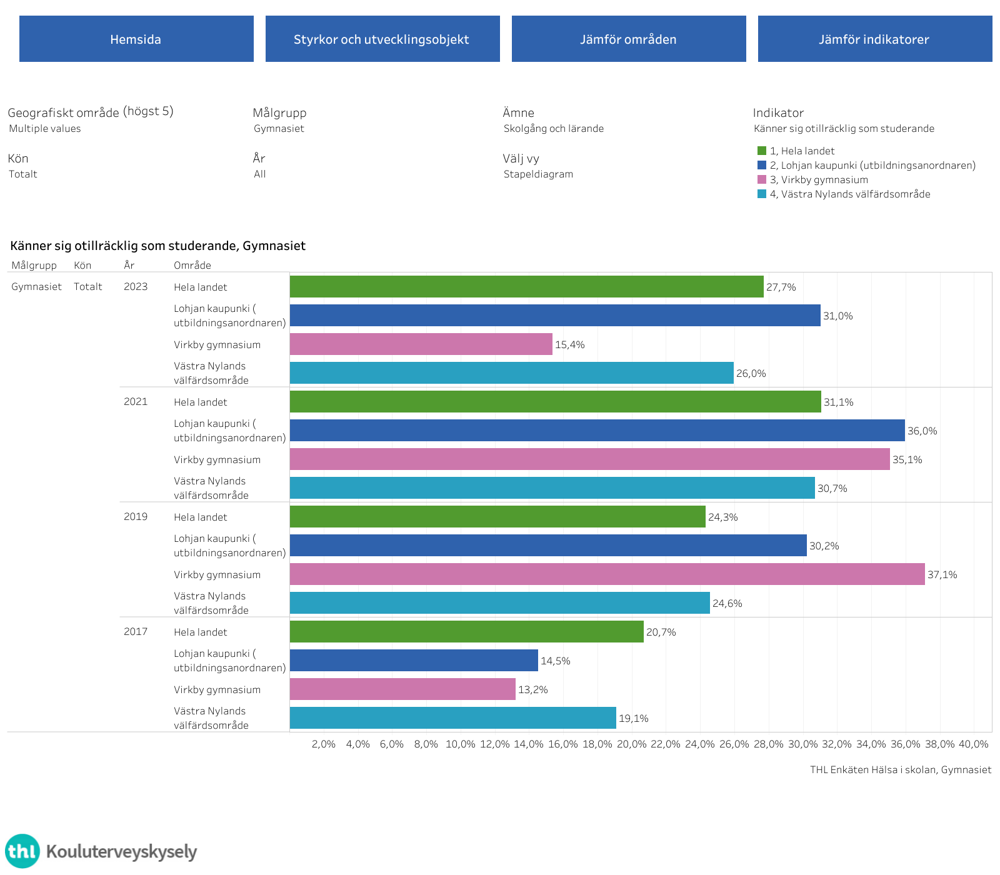 Hemsida
Styrkor och utvecklingsobjekt
Jämför områden
Jämför indikatorer
Geografiskt område (högst 5)
Multiple values
Målgrupp
Gymnasiet
Ämne
Skolgång och lärande
Indikator
Känner sig otillräcklig som studerande
Kön
Totalt
År
All
Välj vy
Stapeldiagram
1, Hela landet
2, Lohjan kaupunki (utbildningsanordnaren)
3, Virkby gymnasium
4, Västra Nylands välfärdsområde
Känner sig otillräcklig som studerande, Gymnasiet
Målgrupp Kön År Område
Gymnasiet Totalt 2023 Hela landet 27,7%
Lohjan kaupunki (
utbildningsanordnaren) 31,0%
Virkby gymnasium 15,4%
Västra Nylands
välfärdsområde 26,0%
2021 Hela landet 31,1%
Lohjan kaupunki (
utbildningsanordnaren) 36,0%
Virkby gymnasium 35,1%
Västra Nylands
välfärdsområde 30,7%
2019 Hela landet 24,3%
Lohjan kaupunki (
utbildningsanordnaren) 30,2%
Virkby gymnasium 37,1%
Västra Nylands
välfärdsområde 24,6%
2017 Hela landet 20,7%
Lohjan kaupunki (
utbildningsanordnaren) 14,5%
Virkby gymnasium 13,2%
Västra Nylands
välfärdsområde 19,1%
2,0% 4,0% 6,0% 8,0% 10,0% 12,0% 14,0% 16,0% 18,0% 20,0% 22,0% 24,0% 26,0% 28,0% 30,0% 32,0% 34,0% 36,0% 38,0% 40,0%
THL Enkäten Hälsa i skolan, Gymnasiet
thl Kouluterveyskysely